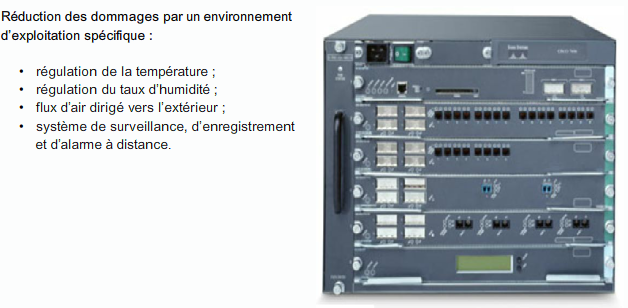 Réduction des dommages par un environnement
d'exploitation spécifique :
• régulation de la température ;
• régulation du taux d'humidité ;
• flux d'air dirigé vers l'extérieur ;
• système de surveillance, d'enregistrement
et d'alarme à distance.